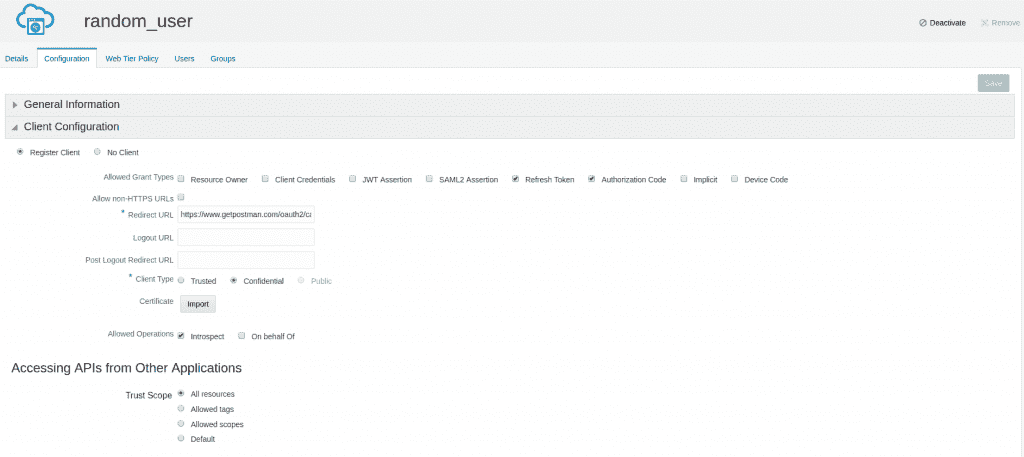 random_user
Deactivate Remove
Details Configuration Web Tier Policy Users Groups
Save
General Information
Client Configuration
Register Client No Client
Allowed Grant Types Resource Owner Client Credentials JWT Assertion SAML2 Assertion Refresh Token Authorization Code Implicit Device Code
Allow non-HTTPS URLs
* Redirect URL https://www.getpostman.com/oauth2/ca
Logout URL
Post Logout Redirect URL
* Client Type Trusted Confidential Public
Certificate Import
Allowed Operations Introspect On behalf Of
Accessing APIs from Other Applications
Trust Scope All resources
Allowed tags
Allowed scopes
Default